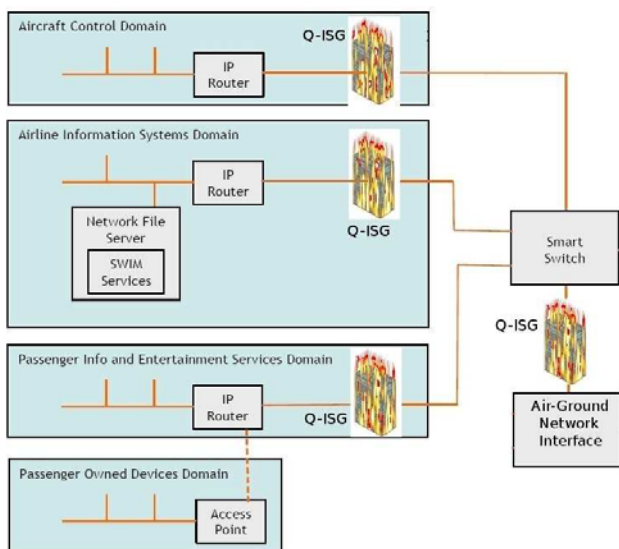 Aircraft Control Domain
Q-ISG
IP
Router
Airline Information Systems Domain
IP
Router
Network File
Server
SWIM
Services
Q-ISG
Smart
Switch
Q-ISG
Passenger Info and Entertainment Services Domain
IP
Router
Q-ISG
Air-Ground
Network
Interface
Passenger Owned Devices Domain
Access
Point